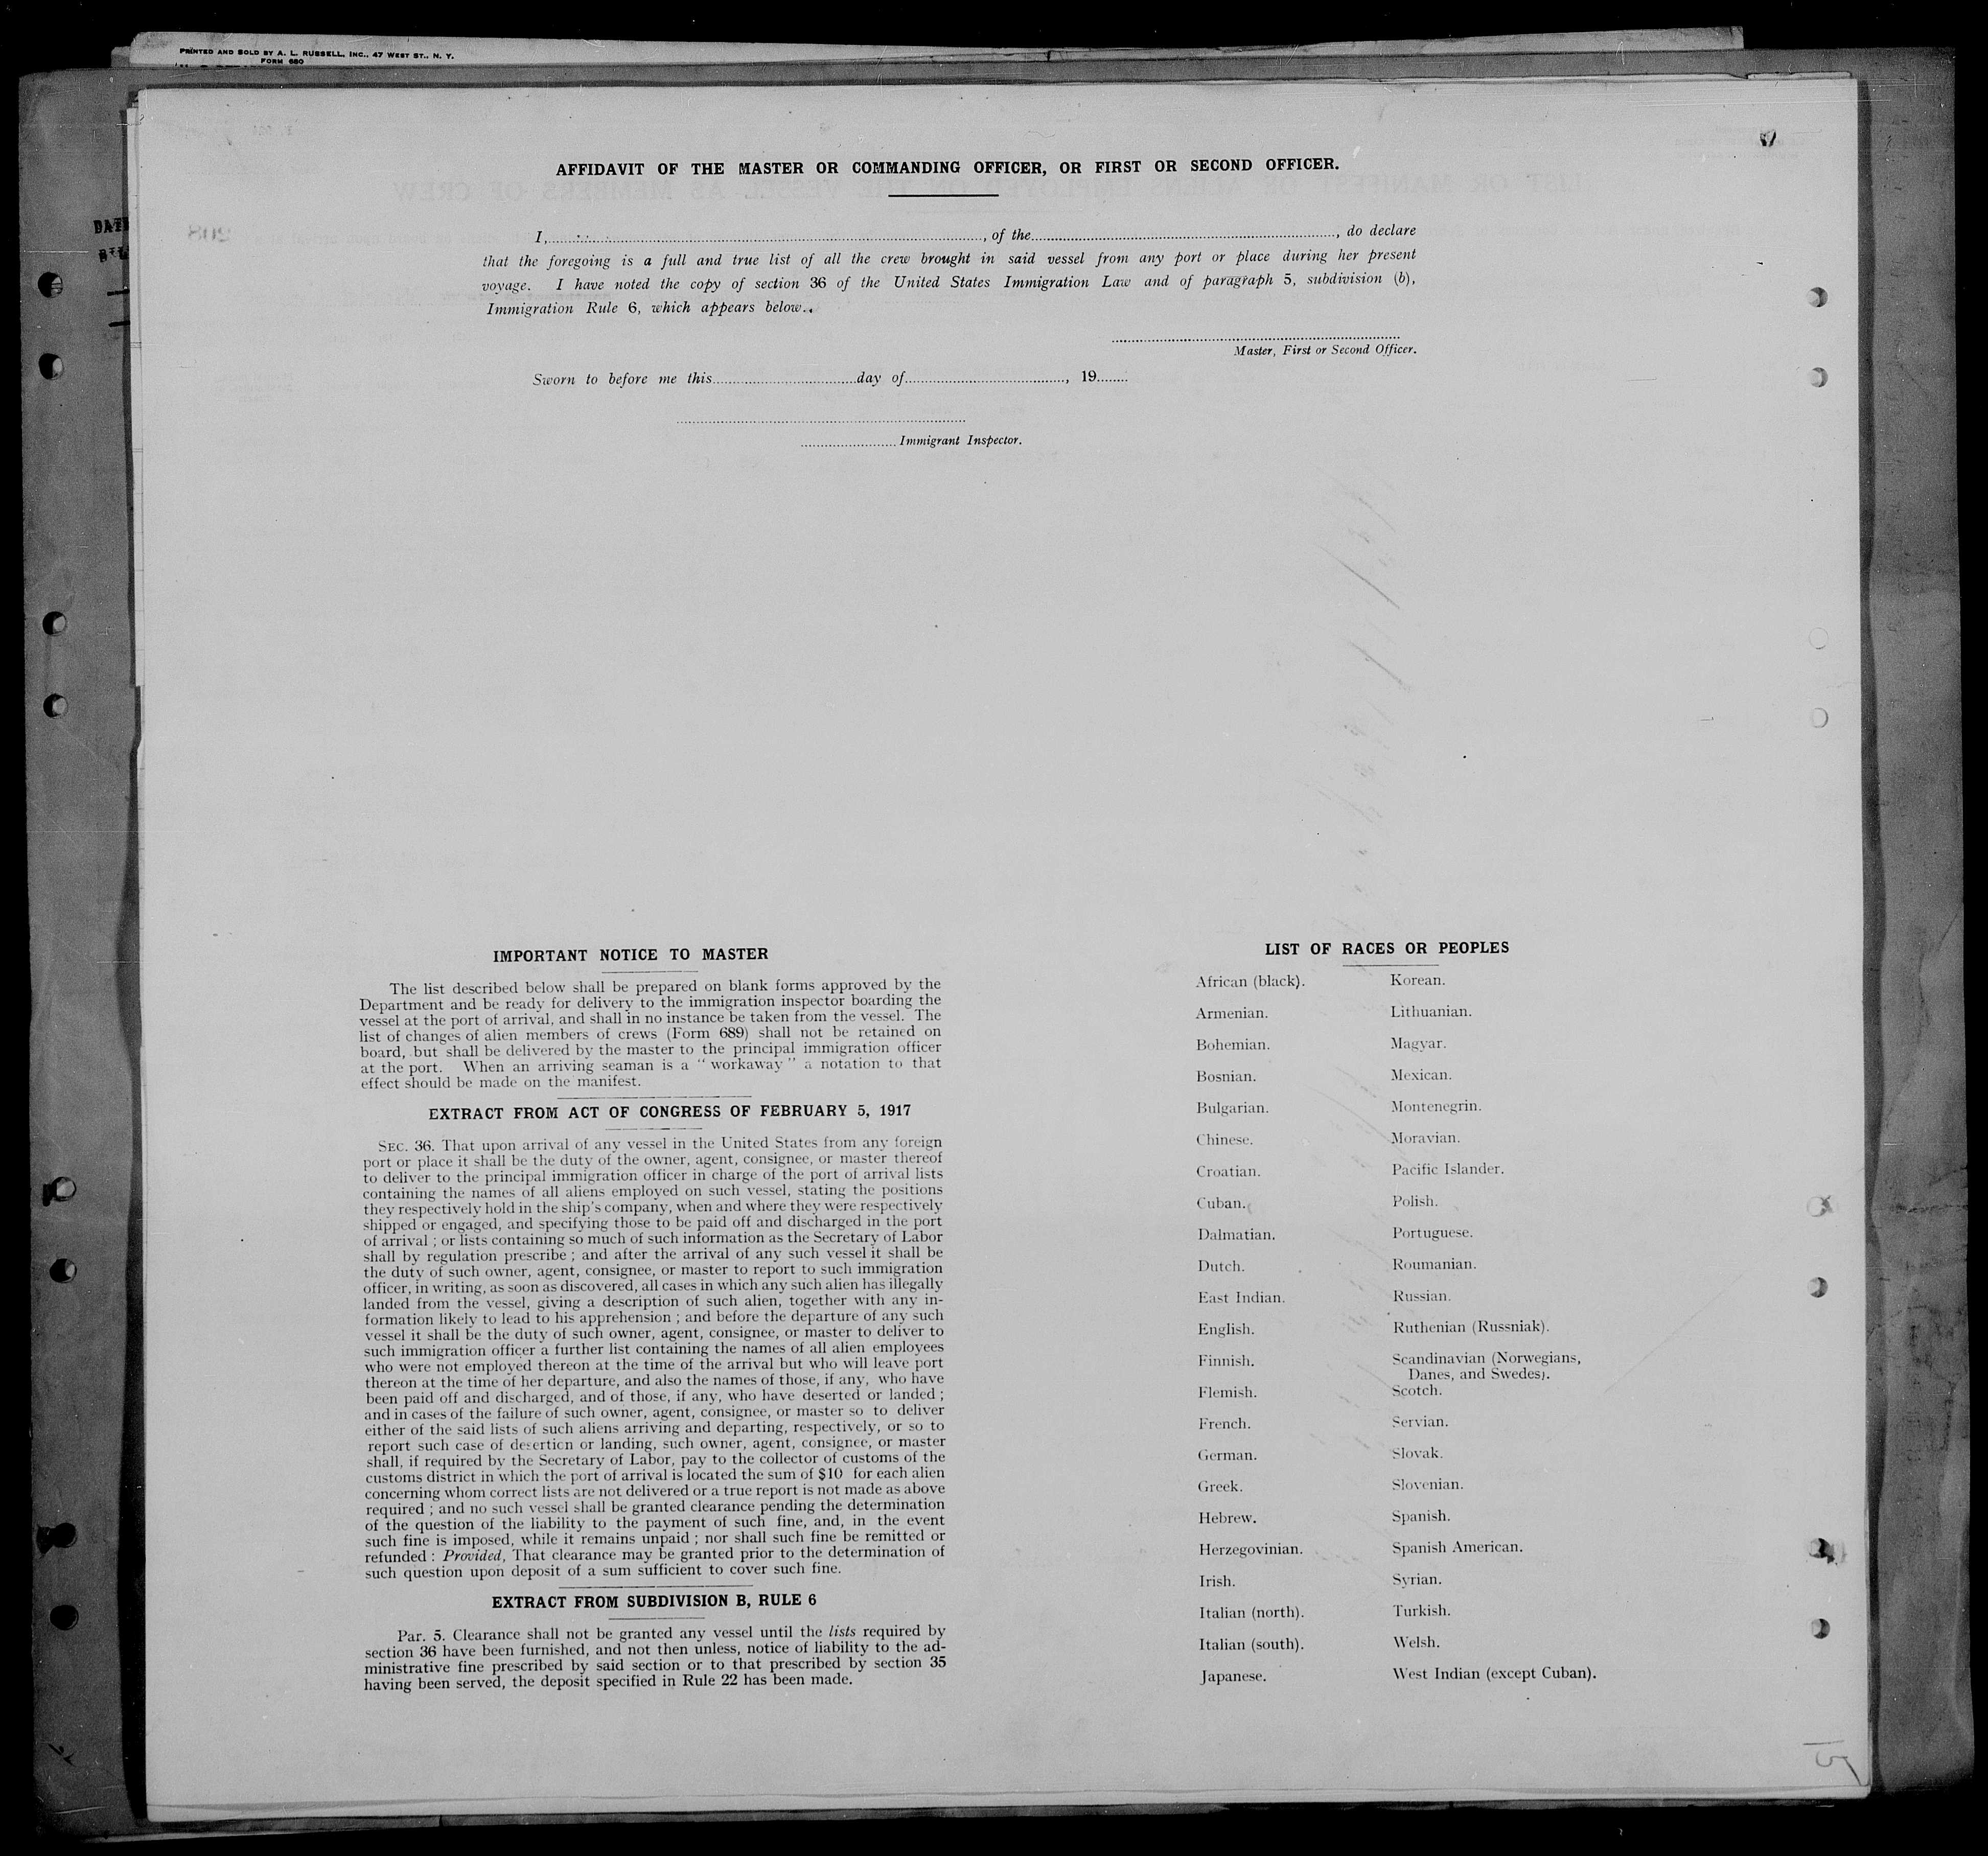 PRINTED AND SOLD BY A. L. RUSSELL, INC., 47 WEST ST., N. Y.
FORM 680
AFFIDAVIT OF THE MASTER OR COMMANDING OFFICER, OR FIRST OR SECOND OFFICER.
I,........................, of the........................, do declare
that the foregoing is a full and true list of all the crew brought in said vessel from any port or place during her present
voyage. I have noted the copy of section 36 of the United States Immigration Law and of paragraph 5, subdivision (b),
Immigration Rule 6, which appears below.
Master, First or Second Officer.
Sworn to before me this................day of................, 19........
................Immigrant Inspector.
IMPORTANT NOTICE TO MASTER
The list described below shall be prepared on blank forms approved by the
Department and be ready for delivery to the immigration inspector boarding the
vessel at the port of arrival, and shall in no instance be taken from the vessel. The
list of changes of alien members of crews (Form 689) shall not be retained on
board, but shall be delivered by the master to the principal immigration officer
at the port. When an arriving seaman is a " workaway " a notation to that
effect should be made on the manifest.
EXTRACT FROM ACT OF CONGRESS OF FEBRUARY 5, 1917
SEC. 36. That upon arrival of any vessel in the United States from any foreign
port or place it shall be the duty of the owner, agent, consignee, or master thereof
to deliver to the principal immigration officer in charge of the port of arrival lists
containing the names of all aliens employed on such vessel, stating the positions
they respectively hold in the ship's company, when and where they were respectively
shipped or engaged, and specifying those to be paid off and discharged in the port
of arrival ; or lists containing so much of such information as the Secretary of Labor
shall by regulation prescribe ; and after the arrival of any such vessel it shall be
the duty of such owner, agent, consignee, or master to report to such immigration
officer, in writing, as soon as discovered, all cases in which any such alien has illegally
landed from the vessel, giving a description of such alien, together with any in-
formation likely to lead to his apprehension ; and before the departure of any such
vessel it shall be the duty of such owner, agent, consignee, or master to deliver to
such immigration officer a further list containing the names of all alien employees
who were not employed thereon at the time of the arrival but who will leave port
thereon at the time of her departure, and also the names of those, if any, who have
been paid off and discharged, and of those, if any, who have deserted or landed ;
and in cases of the failure of such owner, agent, consignee, or master so to deliver
either of the said lists of such aliens arriving and departing, respectively, or so to
report such case of desertion or landing, such owner, agent, consignee, or master
shall, if required by the Secretary of Labor, pay to the collector of customs of the
customs district in which the port of arrival is located the sum of $10 for each alien
concerning whom correct lists are not delivered or a true report is not made as above
required ; and no such vessel shall be granted clearance pending the determination
of the question of the liability to the payment of such fine, and, in the event
such fine is imposed, while it remains unpaid ; nor shall such fine be remitted or
refunded : Provided, That clearance may be granted prior to the determination of
such question upon deposit of a sum sufficient to cover such fine.
EXTRACT FROM SUBDIVISION B, RULE 6
Par. 5. Clearance shall not be granted any vessel until the lists required by
section 36 have been furnished, and not then unless, notice of liability to the ad-
ministrative fine prescribed by said section or to that prescribed by section 35
having been served, the deposit specified in Rule 22 has been made.
LIST OF RACES OR PEOPLES
African (black).
Armenian.
Bohemian.
Bosnian.
Bulgarian.
Chinese.
Croatian.
Cuban.
Dalmatian.
Dutch.
East Indian.
English.
Finnish.
Flemish.
French.
German.
Greek.
Hebrew.
Herzegovinian.
Irish.
Italian (north).
Italian (south).
Japanese.
Korean.
Lithuanian.
Magyar.
Mexican.
Montenegrin.
Moravian.
Pacific Islander.
Polish.
Portuguese.
Roumanian.
Russian.
Ruthenian (Russniak).
Scandinavian (Norwegians,
Danes, and Swedes).
Scotch.
Servian.
Slovak.
Slovenian.
Spanish.
Spanish American.
Syrian.
Turkish.
Welsh.
West Indian (except Cuban).
15